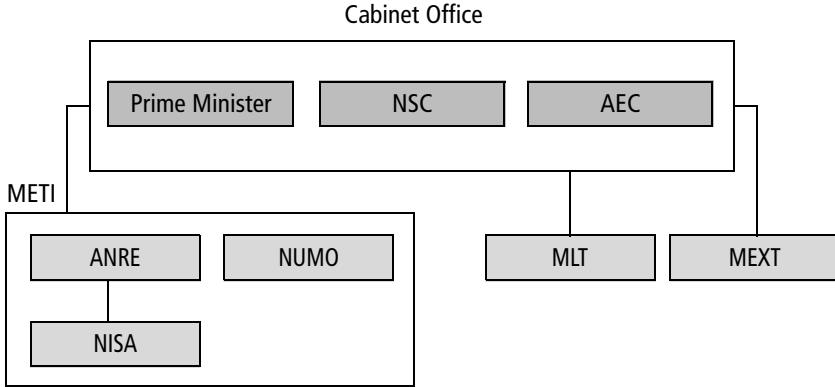 Cabinet Office
Prime Minister
NSC
AEC
METI
ANRE
NUMO
MLT
MEXT
NISA